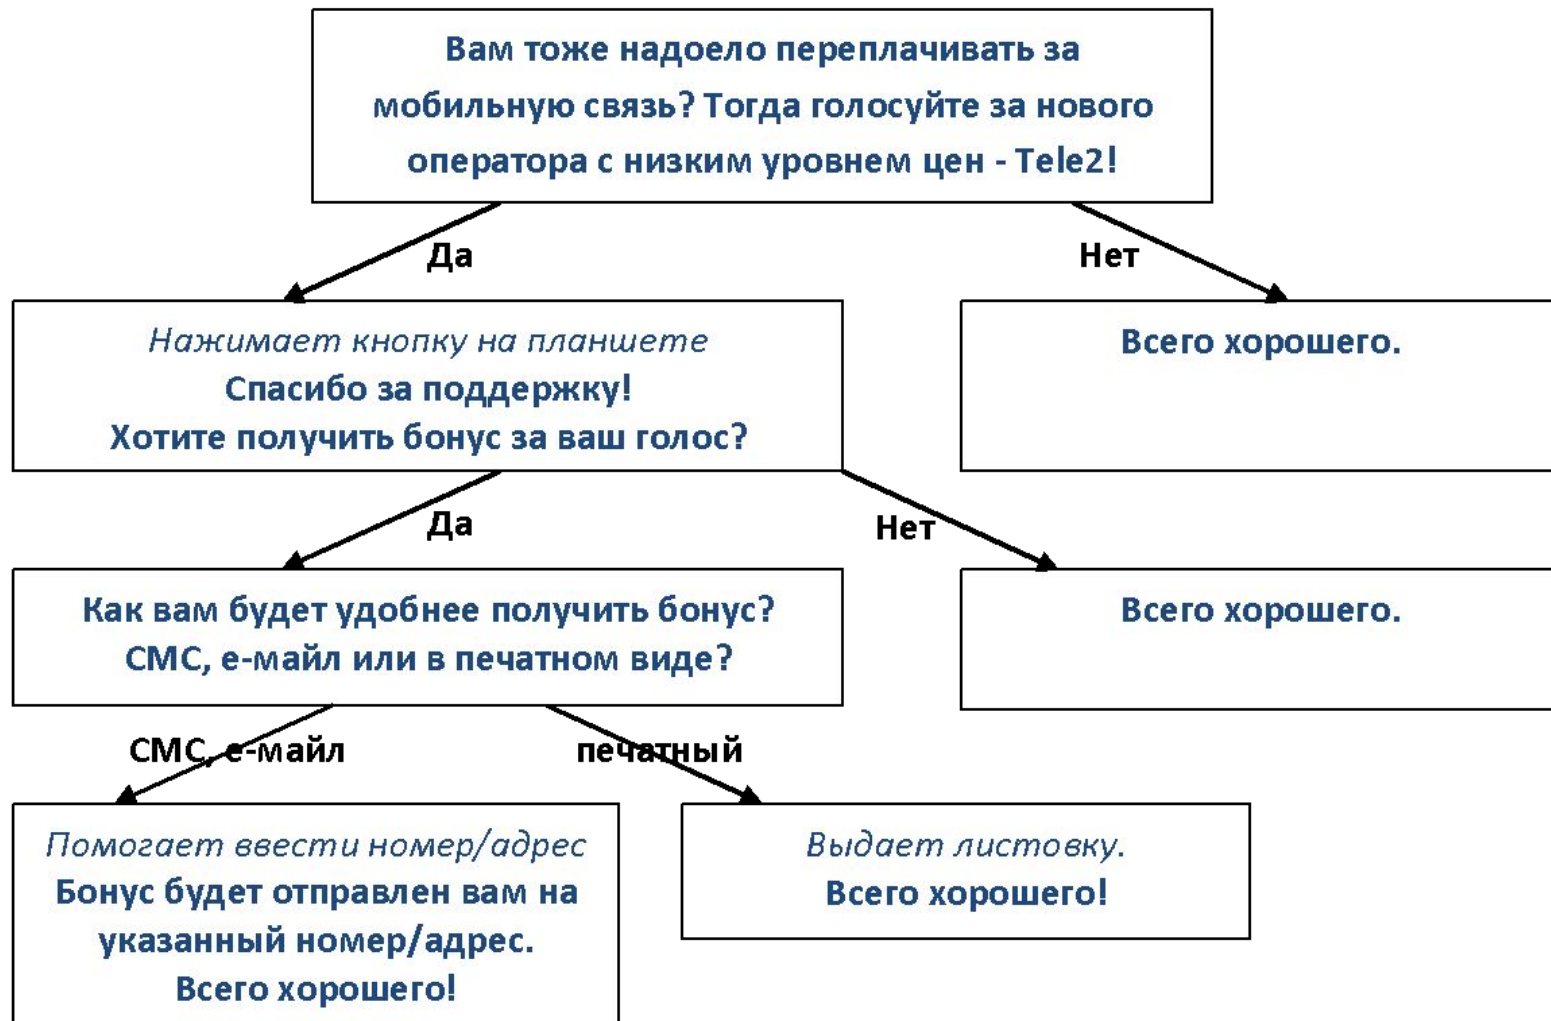 Вам тоже надоело переплачивать за
мобильную связь? Тогда голосуйте за нового
оператора с низким уровнем цен - Tele2!
Да
Нет
Нажимает кнопку на планшете
Спасибо за поддержку!
Хотите получить бонус за ваш голос?
Всего хорошего.
Да
Нет
Как вам будет удобнее получить бонус?
СМС, е-майл или в печатном виде?
Всего хорошего.
СМС, е-майл
печатный
Помогает ввести номер/адрес
Бонус будет отправлен вам на
указанный номер/адрес.
Всего хорошего!
Выдает листовку.
Всего хорошего!